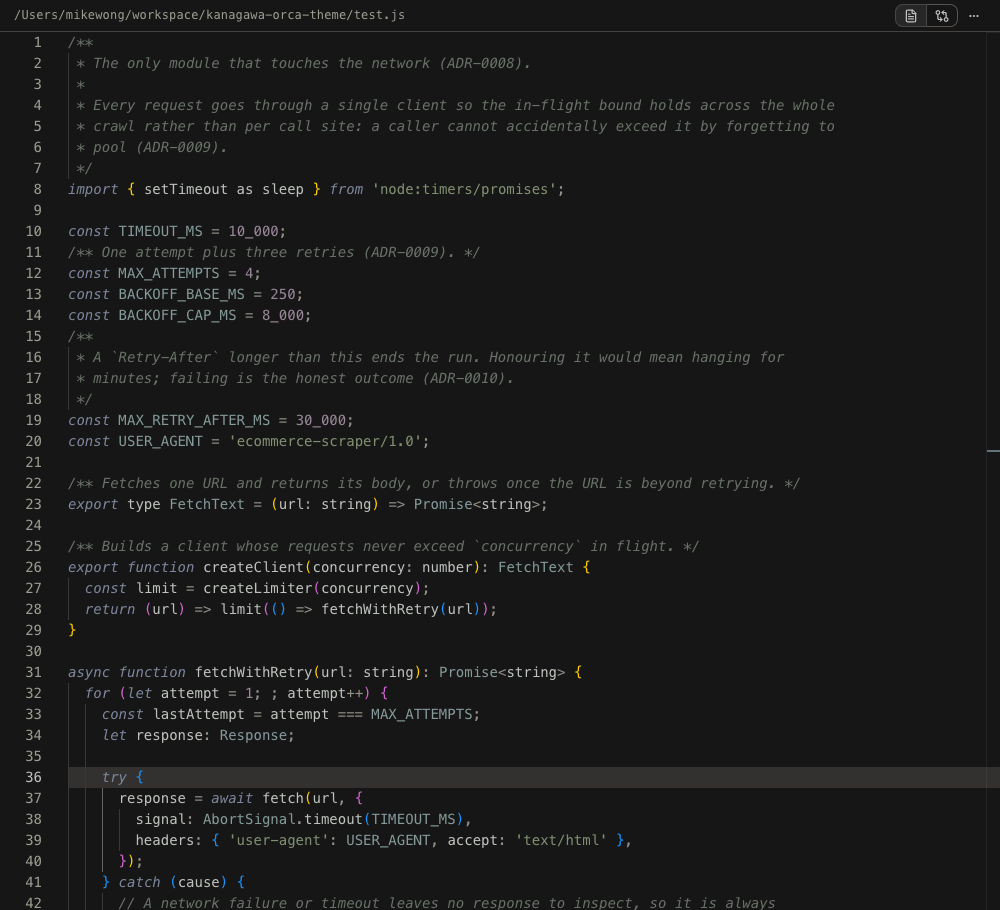 /Users/mikewong/workspace/kanagawa-orca-theme/test.js
1 /**
2  * The only module that touches the network (ADR-0008).
3  *
4  * Every request goes through a single client so the in-flight bound holds across the whole
5  * crawl rather than per call site: a caller cannot accidentally exceed it by forgetting to
6  * pool (ADR-0009).
7  */
8 import { setTimeout as sleep } from 'node:timers/promises';
9
10 const TIMEOUT_MS = 10_000;
11 /** One attempt plus three retries (ADR-0009). */
12 const MAX_ATTEMPTS = 4;
13 const BACKOFF_BASE_MS = 250;
14 const BACKOFF_CAP_MS = 8_000;
15 /**
16  * A `Retry-After` longer than this ends the run. Honouring it would mean hanging for
17  * minutes; failing is the honest outcome (ADR-0010).
18  */
19 const MAX_RETRY_AFTER_MS = 30_000;
20 const USER_AGENT = 'ecommerce-scraper/1.0';
21
22 /** Fetches one URL and returns its body, or throws once the URL is beyond retrying. */
23 export type FetchText = (url: string) => Promise<string>;
24
25 /** Builds a client whose requests never exceed `concurrency` in flight. */
26 export function createClient(concurrency: number): FetchText {
27   const limit = createLimiter(concurrency);
28   return (url) => limit(() => fetchWithRetry(url));
29 }
30
31 async function fetchWithRetry(url: string): Promise<string> {
32   for (let attempt = 1; ; attempt++) {
33     const lastAttempt = attempt === MAX_ATTEMPTS;
34     let response: Response;
35
36     try {
37       response = await fetch(url, {
38         signal: AbortSignal.timeout(TIMEOUT_MS),
39         headers: { 'user-agent': USER_AGENT, accept: 'text/html' },
40       });
41     } catch (cause) {
42       // A network failure or timeout leaves no response to inspect, so it is always